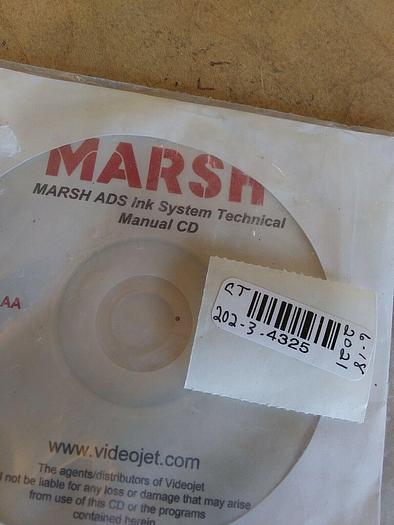 MARSH
MARSH ADS Ink System Technical
Manual CD
AA
CT
202-3-4325
6-18
2021
www.videojet.com
The agents/distributors of Videojet
not be liable for any loss or damage that may arise
from use of this CD or the programs
contained herein